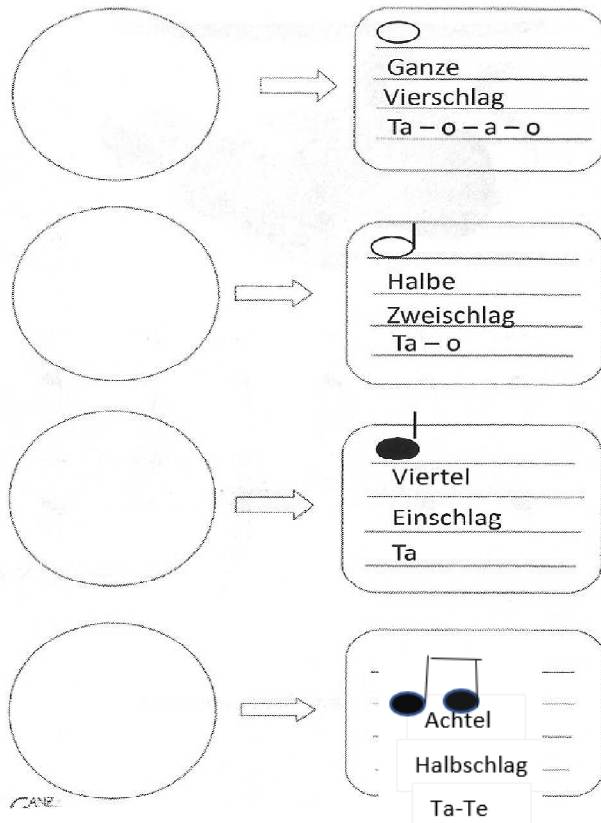 Ganze
Vierschlag
Ta – o – a – o
Halbe
Zweischlag
Ta – o
Viertel
Einschlag
Ta
Achtel
Halbschlag
Ta-Te